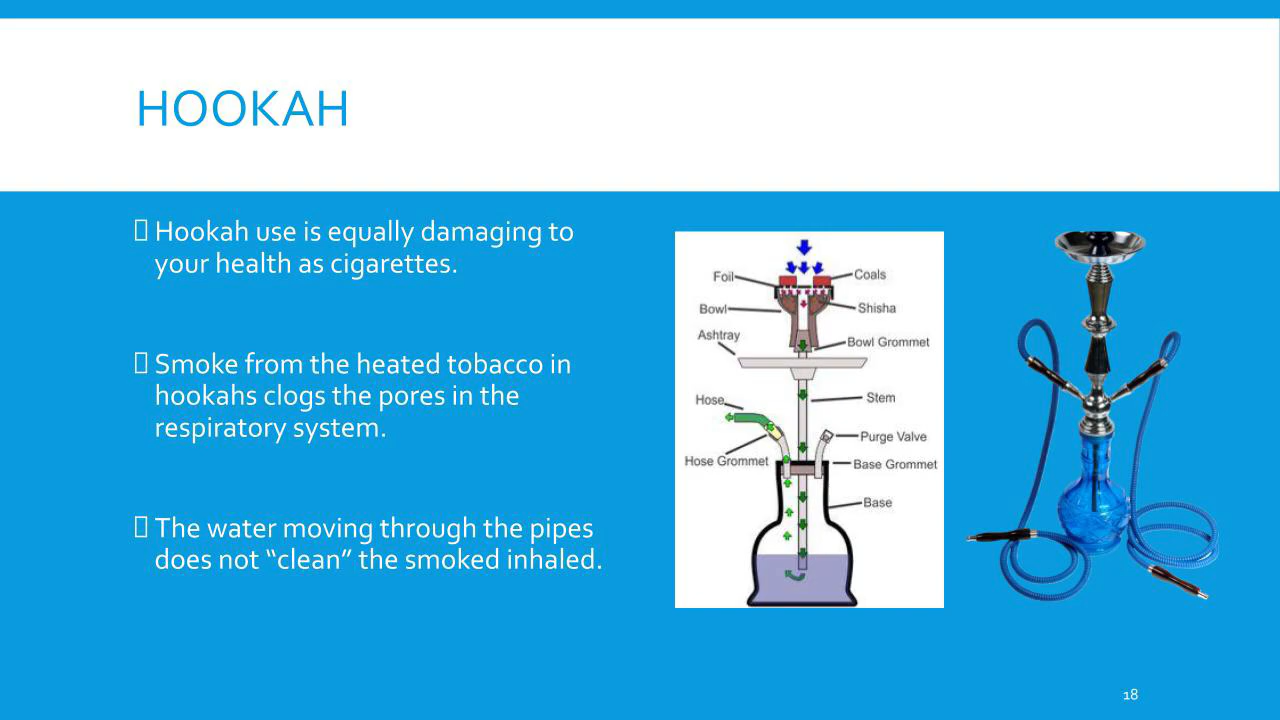 HOOKAH
Hookah use is equally damaging to
your health as cigarettes.
Smoke from the heated tobacco in
hookahs clogs the pores in the
respiratory system.
The water moving through the pipes
does not “clean” the smoked inhaled.
Foil
Coals
Bowl
Shisha
Ashtray
Bowl Grommet
Hose
Stem
Purge Valve
Hose Grommet
Base Grommet
Base
18